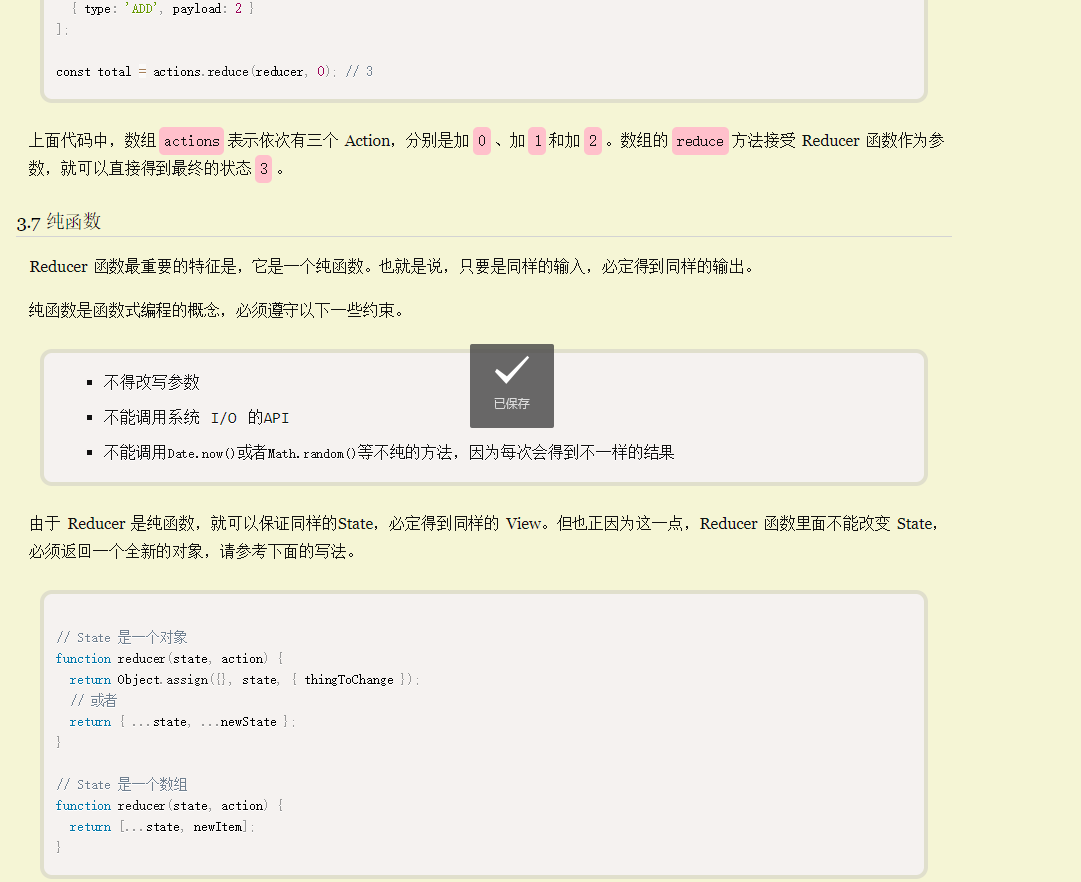 { type: 'ADD', payload: 2 }
];
const total = actions.reduce(reducer, 0); // 3
上面代码中，数组 actions 表示依次有三个 Action，分别是加 0 、加 1 和加 2 。数组的 reduce 方法接受 Reducer 函数作为参
数，就可以直接得到最终的状态 3 。
3.7 纯函数
Reducer 函数最重要的特征是，它是一个纯函数。也就是说，只要是同样的输入，必定得到同样的输出。
纯函数是函数式编程的概念，必须遵守以下一些约束。
不得改写参数
已保存
不能调用系统 I/O 的API
不能调用Date.now()或者Math.random()等不纯的方法，因为每次会得到不一样的结果
由于 Reducer 是纯函数，就可以保证同样的State，必定得到同样的 View。但也正因为这一点，Reducer 函数里面不能改变 State，
必须返回一个全新的对象，请参考下面的写法。
// State 是一个对象
function reducer(state, action) {
return Object.assign({}, state, { thingToChange });
// 或者
return { ...state, ...newState };
}
// State 是一个数组
function reducer(state, action) {
return [...state, newItem];
}